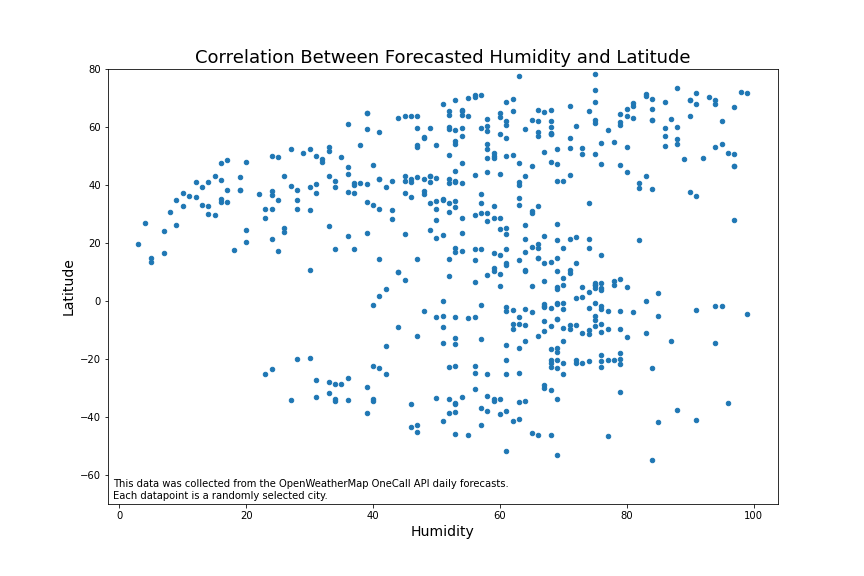 Correlation Between Forecasted Humidity and Latitude
80
60
40
20
0
−20
−40
−60
Latitude
This data was collected from the OpenWeatherMap OneCall API daily forecasts.
Each datapoint is a randomly selected city.
0 20 40 60 80 100
Humidity